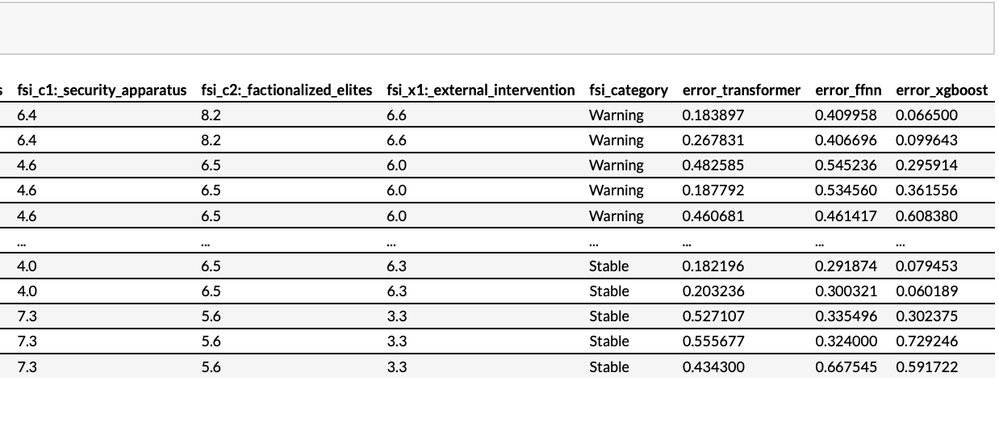 s fsi_c1:_security_apparatus fsi_c2:_factionalized_elites fsi_x1:_external_intervention fsi_category error_transformer error_ffnn error_xgboost
6.4 8.2 6.6 Warning 0.183897 0.409958 0.066500
6.4 8.2 6.6 Warning 0.267831 0.406696 0.099643
4.6 6.5 6.0 Warning 0.482585 0.545236 0.295914
4.6 6.5 6.0 Warning 0.187792 0.534560 0.361556
4.6 6.5 6.0 Warning 0.460681 0.461417 0.608380
... ... ... ... ... ... ...
4.0 6.5 6.3 Stable 0.182196 0.291874 0.079453
4.0 6.5 6.3 Stable 0.203236 0.300321 0.060189
7.3 5.6 3.3 Stable 0.527107 0.335496 0.302375
7.3 5.6 3.3 Stable 0.555677 0.324000 0.729246
7.3 5.6 3.3 Stable 0.434300 0.667545 0.591722